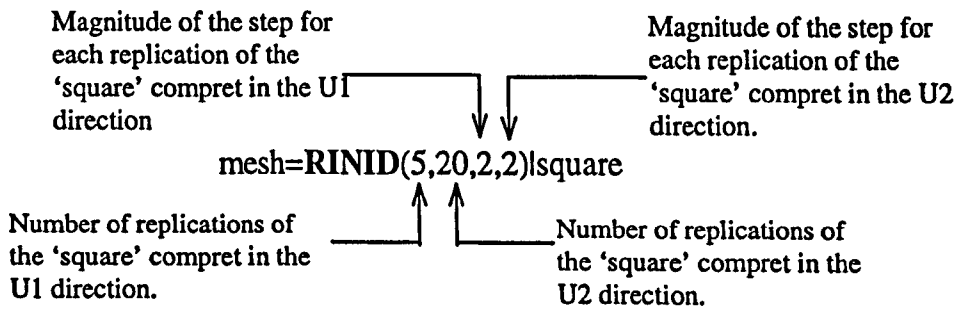 Magnitude of the step for
each replication of the
‘square’ compret in the U1
direction
Magnitude of the step for
each replication of the
‘square’ compret in the U2
direction.
mesh=RINID(5,20,2,2)|square
Number of replications of
the ‘square’ compret in the
U1 direction.
Number of replications of
the ‘square’ compret in the
U2 direction.